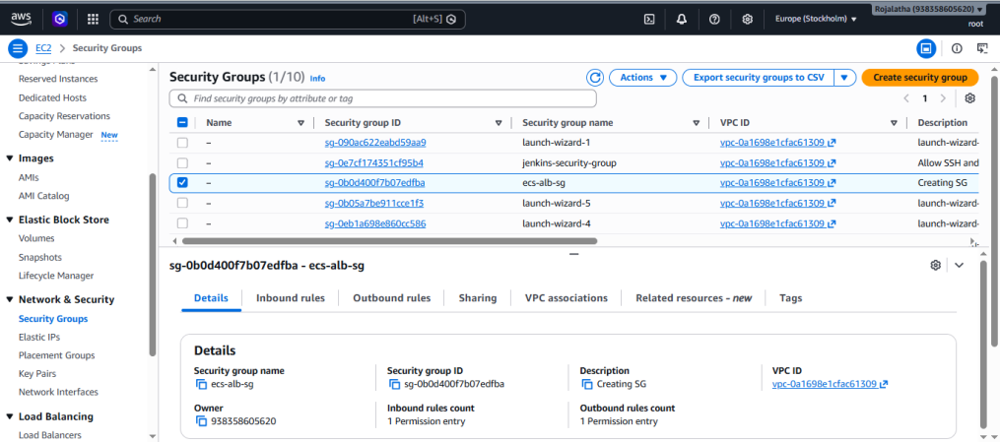 aws
Search
[Alt+S]
Europe (Stockholm)
Rojalatha (938358605620)
root
EC2 > Security Groups
Reserved Instances
Dedicated Hosts
Capacity Reservations
Capacity Manager New
Images
AMIs
AMI Catalog
Elastic Block Store
Volumes
Snapshots
Lifecycle Manager
Network & Security
Security Groups
Elastic IPs
Placement Groups
Key Pairs
Network Interfaces
Load Balancing
Load Balancers
Security Groups (1/10) Info
Actions
Export security groups to CSV
Create security group
Find security groups by attribute or tag
< 1 >
Name Security group ID Security group name VPC ID Description
– sg-090ac622eabd59aa9 launch-wizard-1 vpc-0a1698e1cfac61309 launch-wizard-
– sg-0e7cf174351cf95b4 jenkins-security-group vpc-0a1698e1cfac61309 Allow SSH and
– sg-0b0d400f7b07edfba ecs-alb-sg vpc-0a1698e1cfac61309 Creating SG
– sg-0b05a7be911cce1f3 launch-wizard-5 vpc-0a1698e1cfac61309 launch-wizard-
– sg-0eb1a698e860cc586 launch-wizard-4 vpc-0a1698e1cfac61309 launch-wizard-
sg-0b0d400f7b07edfba - ecs-alb-sg
Details Inbound rules Outbound rules Sharing VPC associations Related resources - new Tags
Details
Security group name Security group ID Description VPC ID
ecs-alb-sg sg-0b0d400f7b07edfba Creating SG vpc-0a1698e1cfac61309
Owner Inbound rules count Outbound rules count
938358605620 1 Permission entry 1 Permission entry